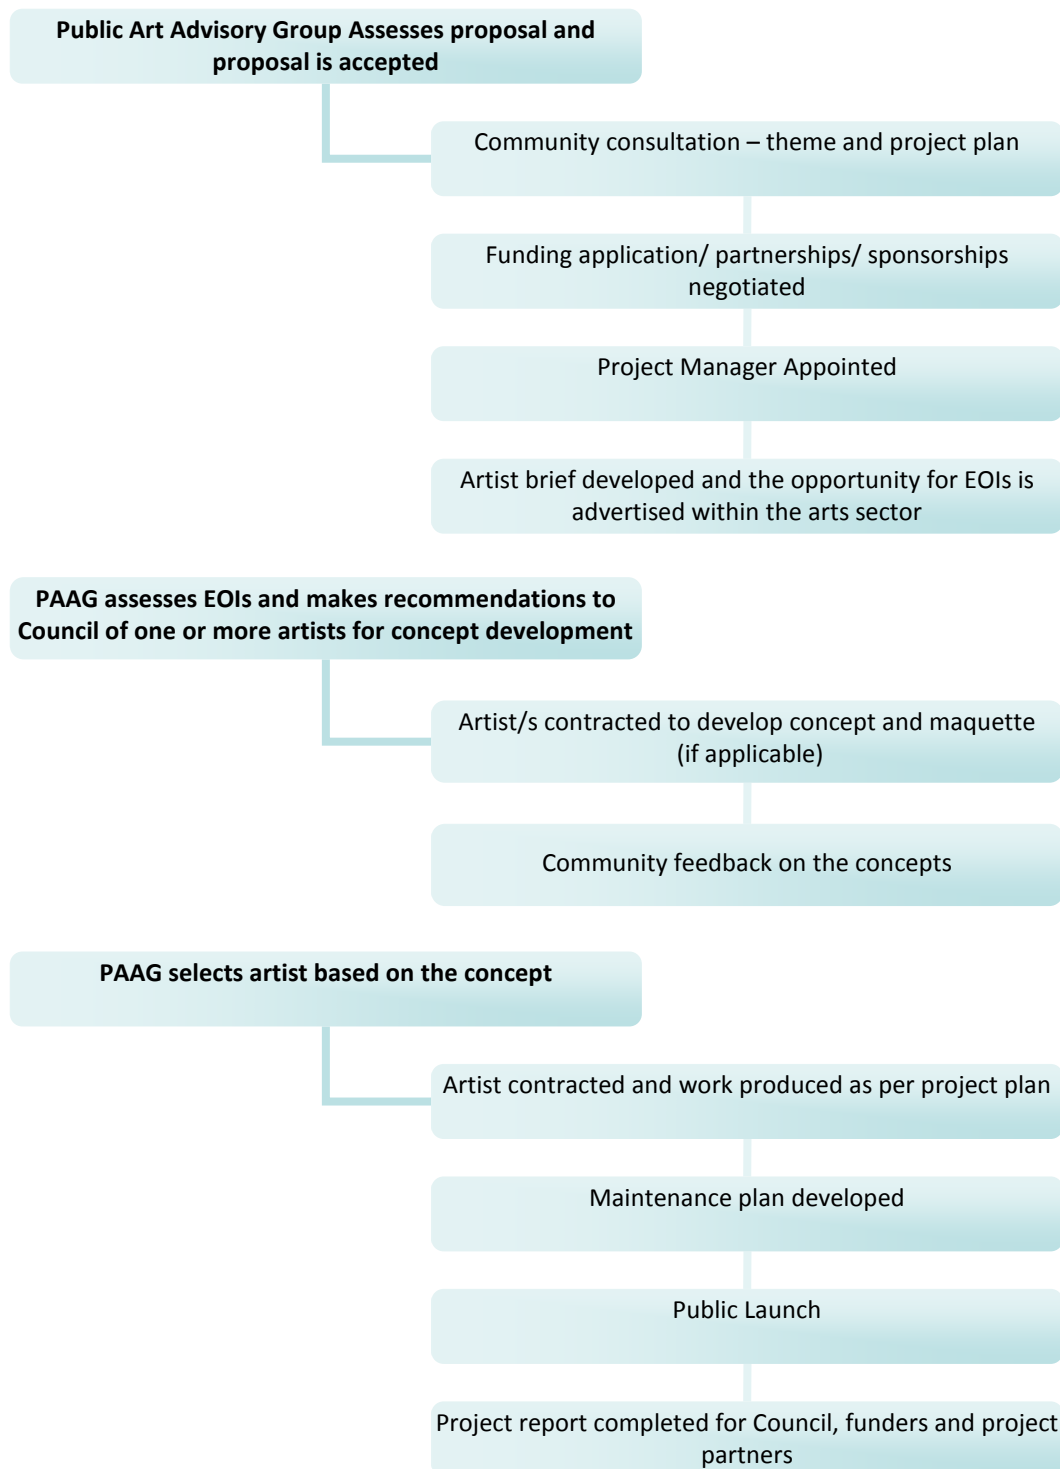 Public Art Advisory Group Assesses proposal and
proposal is accepted
Community consultation – theme and project plan
Funding application/ partnerships/ sponsorships
negotiated
Project Manager Appointed
Artist brief developed and the opportunity for EOIs is
advertised within the arts sector
PAAG assesses EOIs and makes recommendations to
Council of one or more artists for concept development
Artist/s contracted to develop concept and maquette
(if applicable)
Community feedback on the concepts
PAAG selects artist based on the concept
Artist contracted and work produced as per project plan
Maintenance plan developed
Public Launch
Project report completed for Council, funders and project
partners